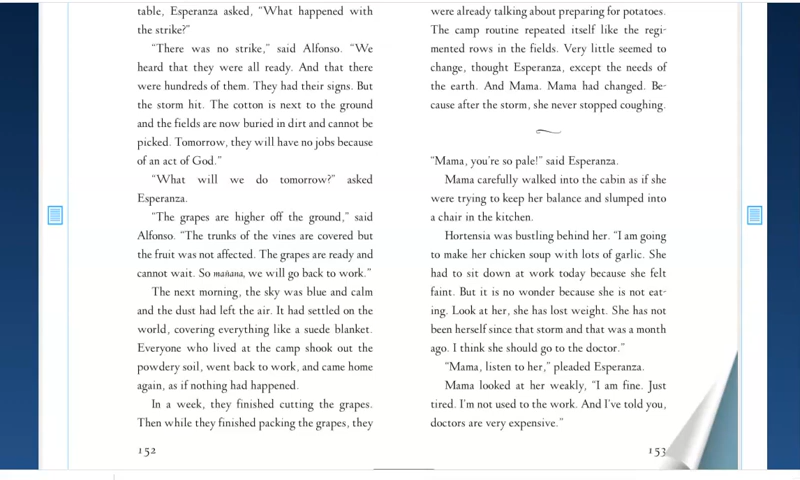 table, Esperanza asked, “What happened with
the strike?”
“There was no strike,” said Alfonso. “We
heard that they were all ready. And that there
were hundreds of them. They had their signs. But
the storm hit. The cotton is next to the ground
and the fields are now buried in dirt and cannot be
picked. Tomorrow, they will have no jobs because
of an act of God.”
“What will we do tomorrow?” asked
Esperanza.
“The grapes are higher off the ground,” said
Alfonso. “The trunks of the vines are covered but
the fruit was not affected. The grapes are ready and
cannot wait. So mañana, we will go back to work.”
The next morning, the sky was blue and calm
and the dust had left the air. It had settled on the
world, covering everything like a suede blanket.
Everyone who lived at the camp shook out the
powdery soil, went back to work, and came home
again, as if nothing had happened.
In a week, they finished cutting the grapes.
Then while they finished packing the grapes, they
152
were already talking about preparing for potatoes.
The camp routine repeated itself like the regi-
mented rows in the fields. Very little seemed to
change, thought Esperanza, except the needs of
the earth. And Mama. Mama had changed. Be-
cause after the storm, she never stopped coughing.
“Mama, you’re so pale!” said Esperanza.
Mama carefully walked into the cabin as if she
were trying to keep her balance and slumped into
a chair in the kitchen.
Hortensia was bustling behind her. “I am going
to make her chicken soup with lots of garlic. She
had to sit down at work today because she felt
faint. But it is no wonder because she is not eat-
ing. Look at her, she has lost weight. She has not
been herself since that storm and that was a month
ago. I think she should go to the doctor.”
“Mama, listen to her,” pleaded Esperanza.
Mama looked at her weakly, “I am fine. Just
tired. I’m not used to the work. And I’ve told you,
doctors are very expensive.”
153